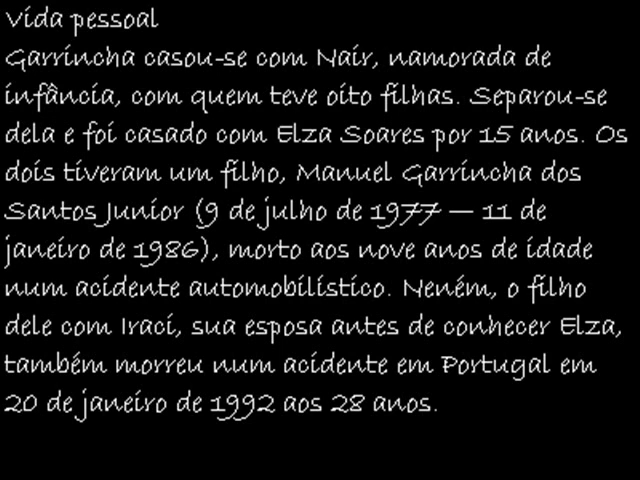 Vida pessoal
Garrincha casou-se com Nair, namorada de
infância, com quem teve oito filhas. Separou-se
dela e foi casado com Elza Soares por 15 anos. Os
dois tiveram um filho, Manuel Garrincha dos
Santos Junior (9 de julho de 1977 — 11 de
janeiro de 1986), morto aos nove anos de idade
num acidente automobilístico. Neném, o filho
dele com Iraci, sua esposa antes de conhecer Elza,
também morreu num acidente em Portugal em
20 de janeiro de 1992 aos 28 anos.